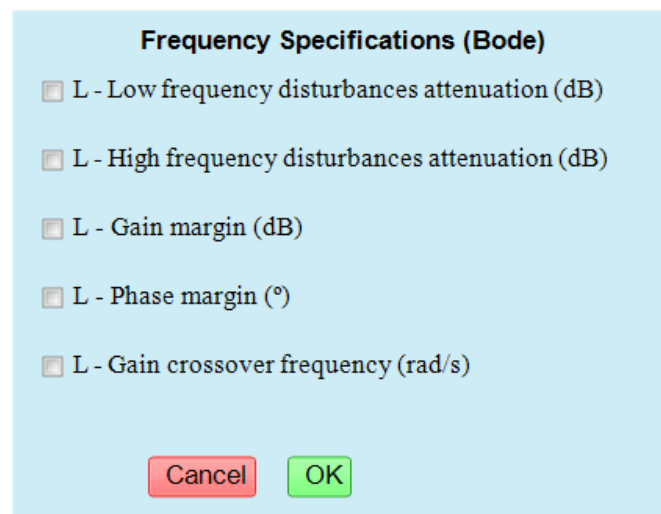 Frequency Specifications (Bode)
L - Low frequency disturbances attenuation (dB)
L - High frequency disturbances attenuation (dB)
L - Gain margin (dB)
L - Phase margin (º)
L - Gain crossover frequency (rad/s)
Cancel OK